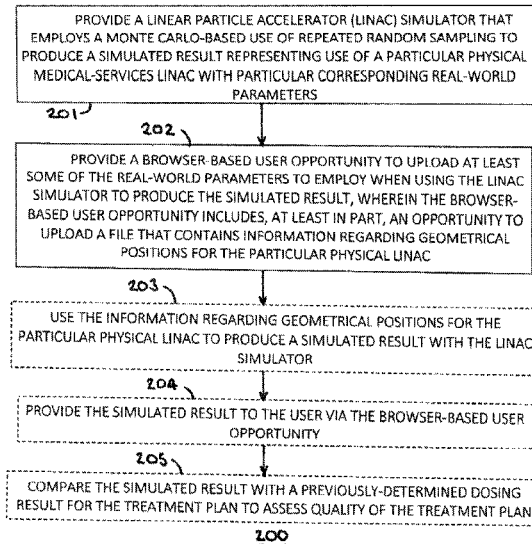 PROVIDE A LINEAR PARTICLE ACCELERATOR (LINAC) SIMULATOR THAT
EMPLOYS A MONTE CARLO-BASED USE OF REPEATED RANDOM SAMPLING TO
PRODUCE A SIMULATED RESULT REPRESENTING USE OF A PARTICULAR PHYSICAL
MEDICAL-SERVICES LINAC WITH PARTICULAR CORRESPONDING REAL-WORLD
PARAMETERS
201
202
PROVIDE A BROWSER-BASED USER OPPORTUNITY TO UPLOAD AT LEAST
SOME OF THE REAL-WORLD PARAMETERS TO EMPLOY WHEN USING THE LINAC
SIMULATOR TO PRODUCE THE SIMULATED RESULT, WHEREIN THE BROWSER-
BASED USER OPPORTUNITY INCLUDES, AT LEAST IN PART, AN OPPORTUNITY TO
UPLOAD A FILE THAT CONTAINS INFORMATION REGARDING GEOMETRICAL
POSITIONS FOR THE PARTICULAR PHYSICAL LINAC
203
USE THE INFORMATION REGARDING GEOMETRICAL POSITIONS FOR THE
PARTICULAR PHYSICAL LINAC TO PRODUCE A SIMULATED RESULT WITH THE LINAC
SIMULATOR
204
PROVIDE THE SIMULATED RESULT TO THE USER VIA THE BROWSER-BASED USER
OPPORTUNITY
205
COMPARE THE SIMULATED RESULT WITH A PREVIOUSLY-DETERMINED DOSING
RESULT FOR THE TREATMENT PLAN TO ASSESS QUALITY OF THE TREATMENT PLAN
200